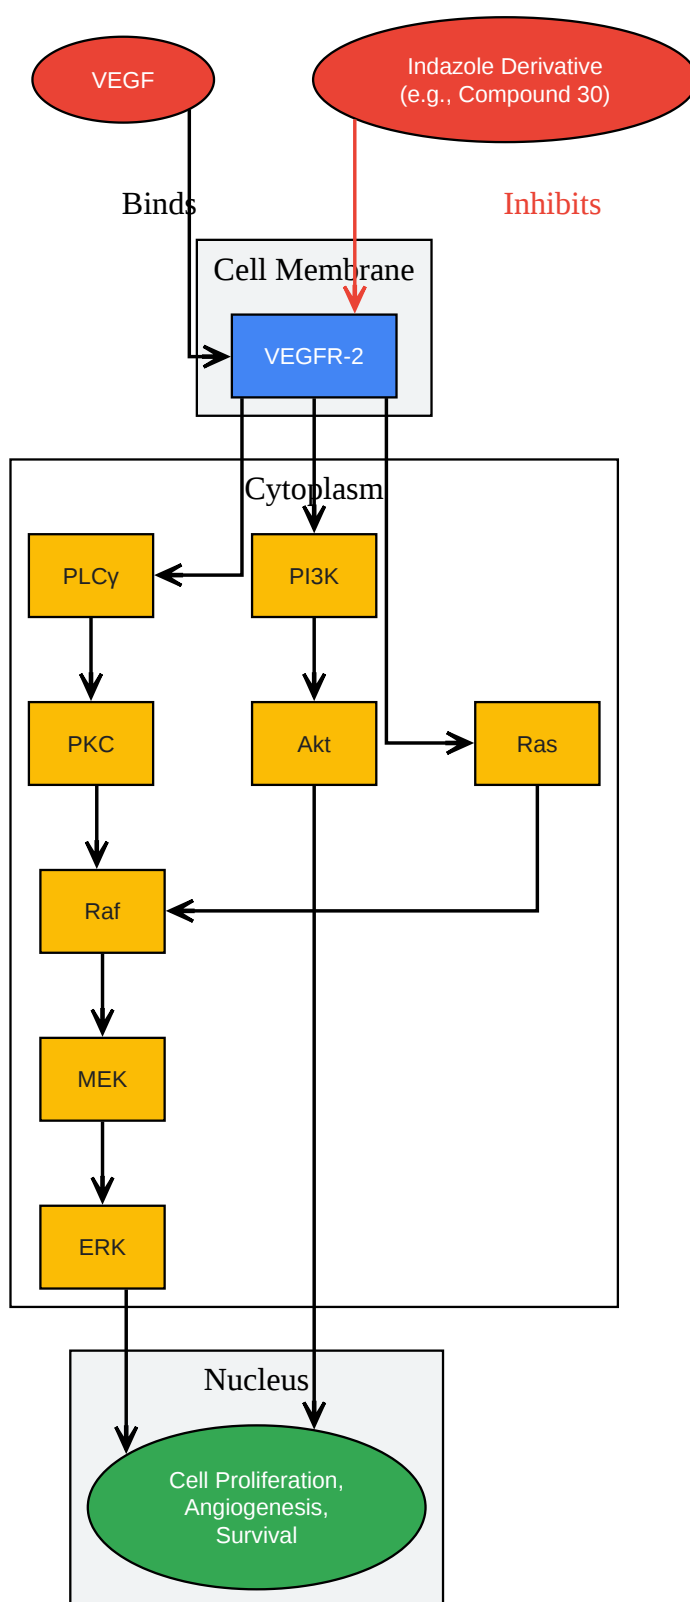 VEGF
Indazole Derivative
(e.g., Compound 30)
Binds
Inhibits
Cell Membrane
VEGFR-2
Cytoplasm
PLCγ
PI3K
PKC
Akt
Ras
Raf
MEK
ERK
Nucleus
Cell Proliferation,
Angiogenesis,
Survival